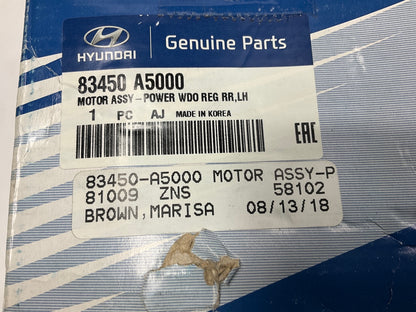 HYUNDAI
Genuine Parts
83450 A5000
MOTOR ASSY-POWER WDO REG RR,LH
1 PC AJ MADE IN KOREA
EAC
83450-A5000 MOTOR ASSY-P
81009 ZNS 58102
BROWN,MARISA 08/13/18